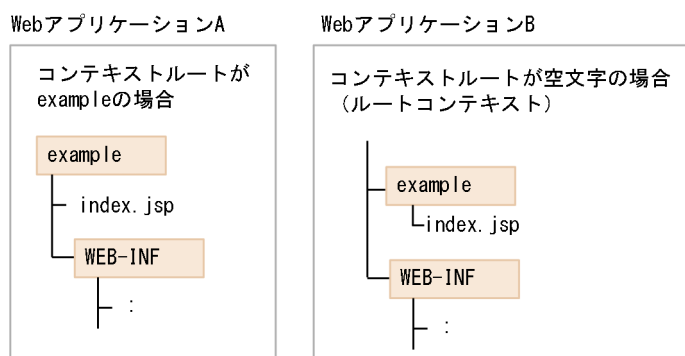 WebアプリケーションA
コンテキストルートが
exampleの場合
example
index.jsp
WEB-INF
:
WebアプリケーションB
コンテキストルートが空文字の場合
（ルートコンテキスト）
example
index.jsp
WEB-INF
: